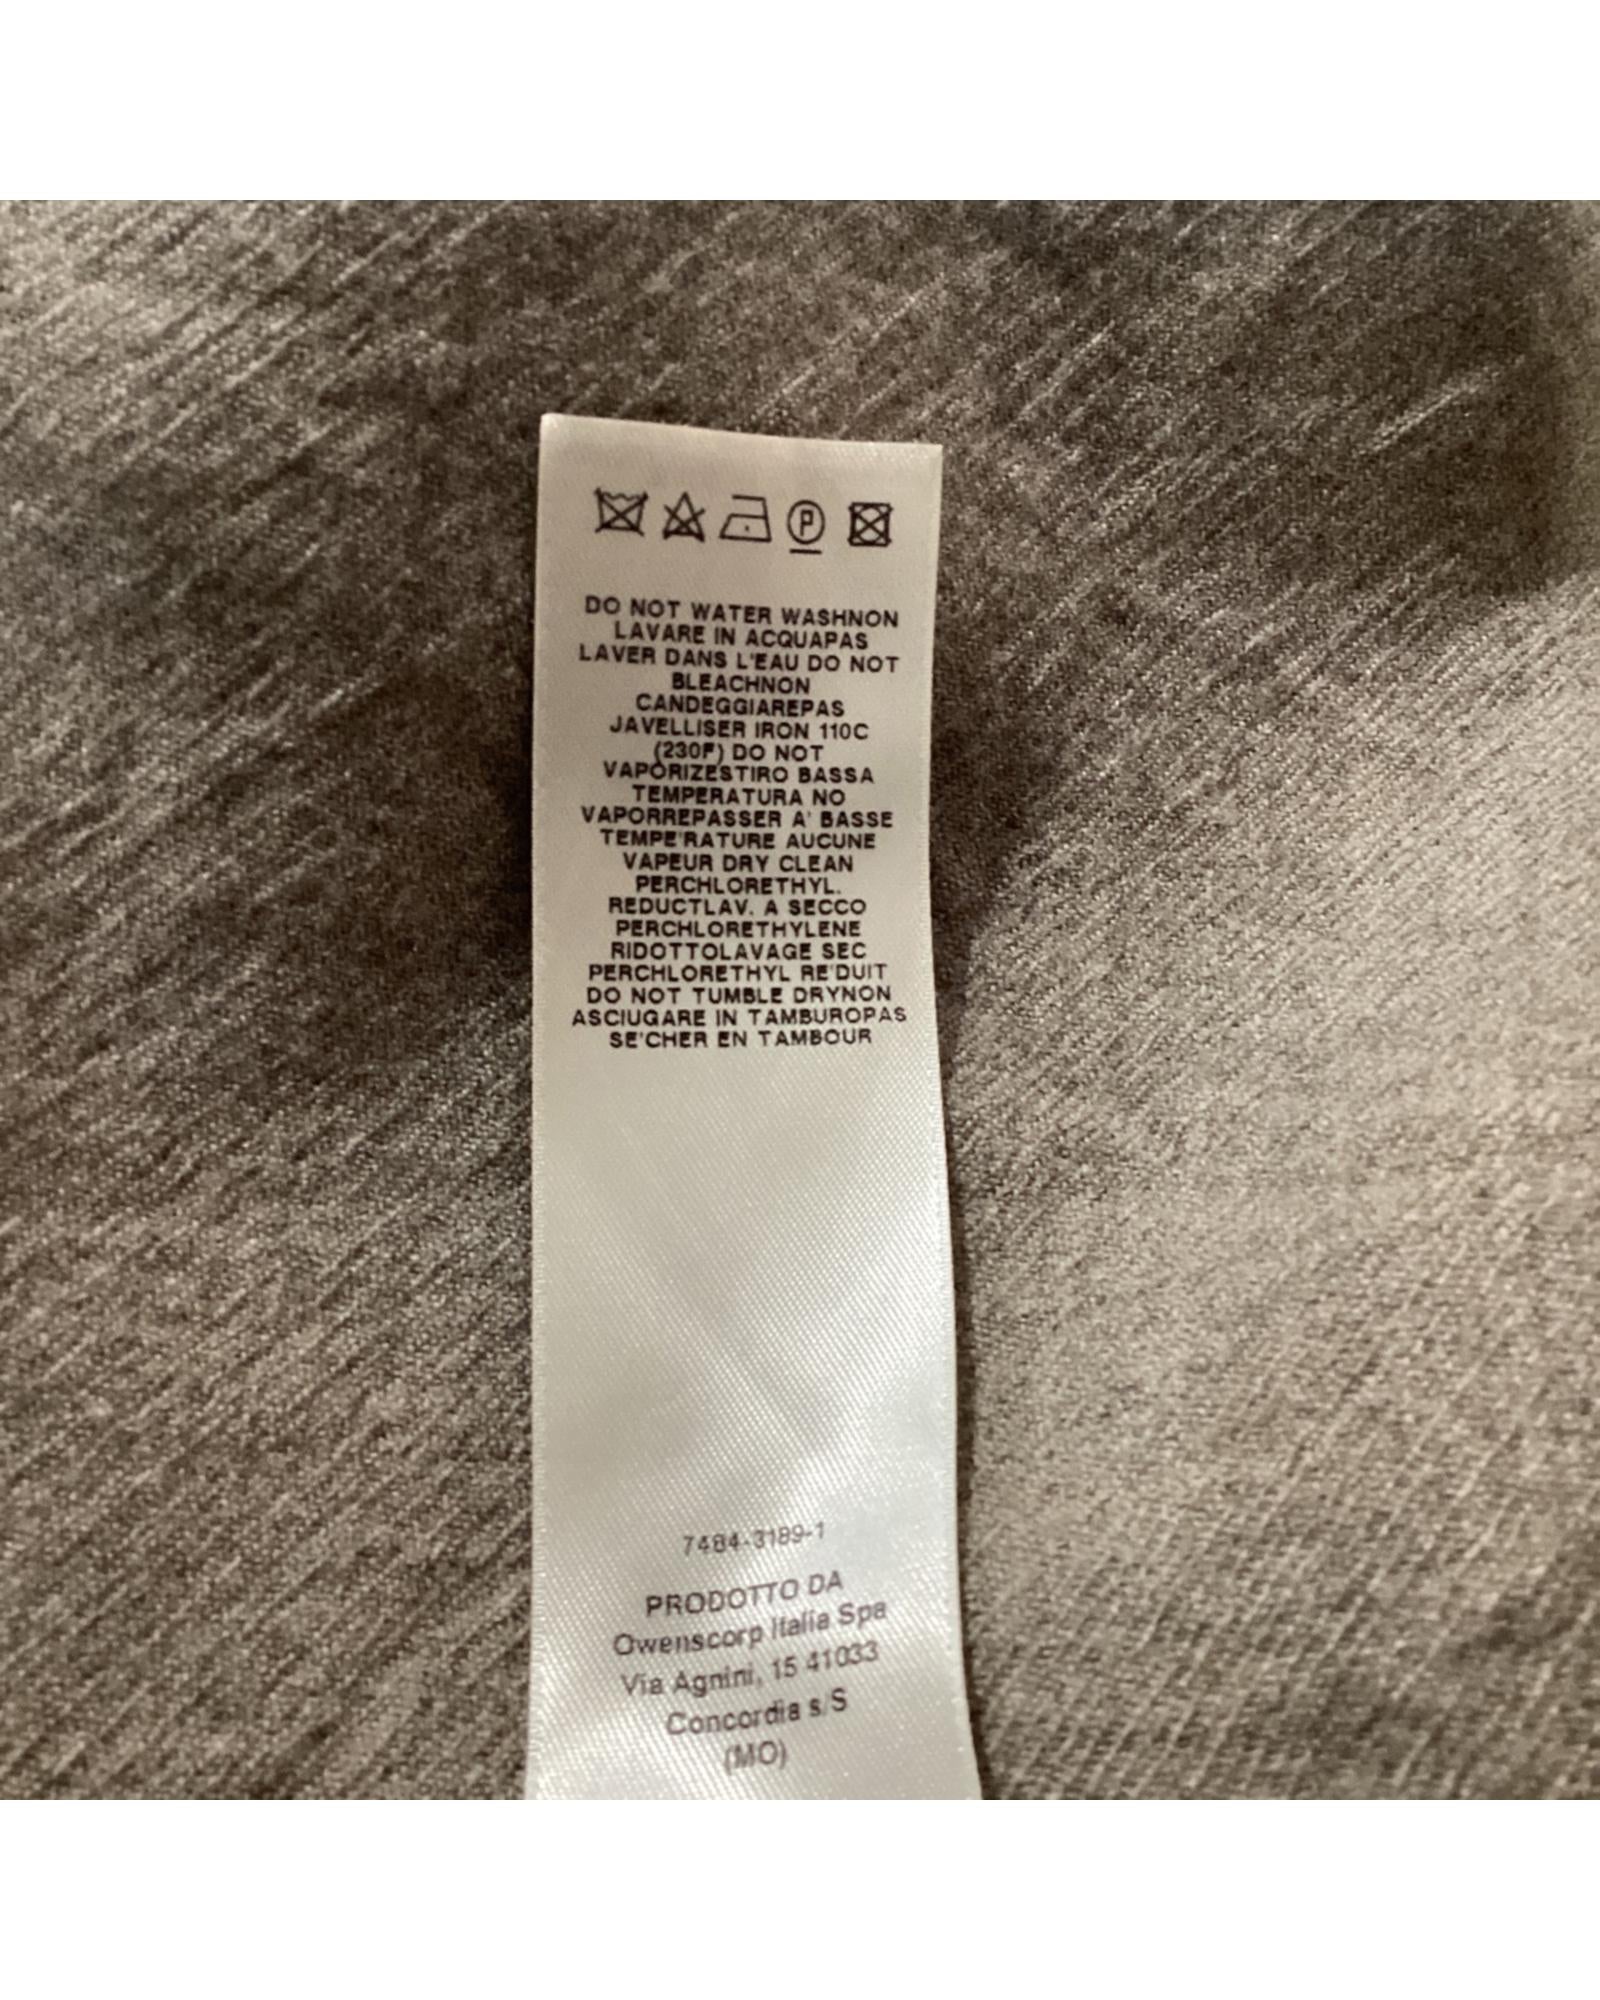 DO NOT WATER WASHNON
LAVARE IN ACQUAPAS
LAVER DANS L'EAU DO NOT
BLEACHNON
CANDEGGIAREPAS
JAVELLISER IRON 110C
(230F) DO NOT
VAPORIZESTIRO BASSA
TEMPERATURA NO
VAPORREPASSER A' BASSE
TEMPE'RATURE AUCUNE
VAPEUR DRY CLEAN
PERCHLORETHYL.
REDUCTLAV. A SECCO
PERCHLORETHYLENE
RIDOTTOLAVAGE SEC
PERCHLORETHYL RE'DUIT
DO NOT TUMBLE DRYNON
ASCIUGARE IN TAMBUROPAS
SE'CHER EN TAMBOUR
7484-3189-1
PRODOTTO DA
Owenscorp Italia Spa
Via Agnini, 15 41033
Concordia s/S
(MO)